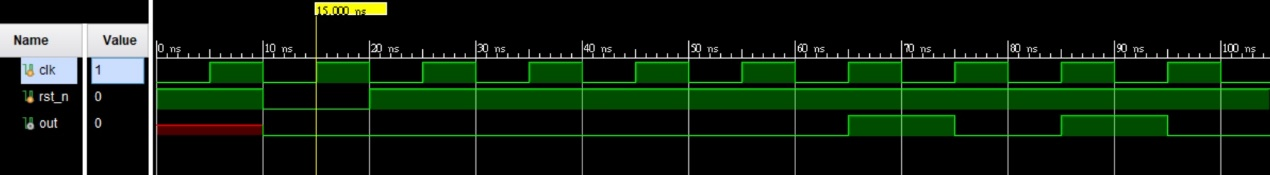 15.000 ns
Name Value
0 ns 10 ns 20 ns 30 ns 40 ns 50 ns 60 ns 70 ns 80 ns 90 ns 100 ns
clk 1
rst_n 0
out 0